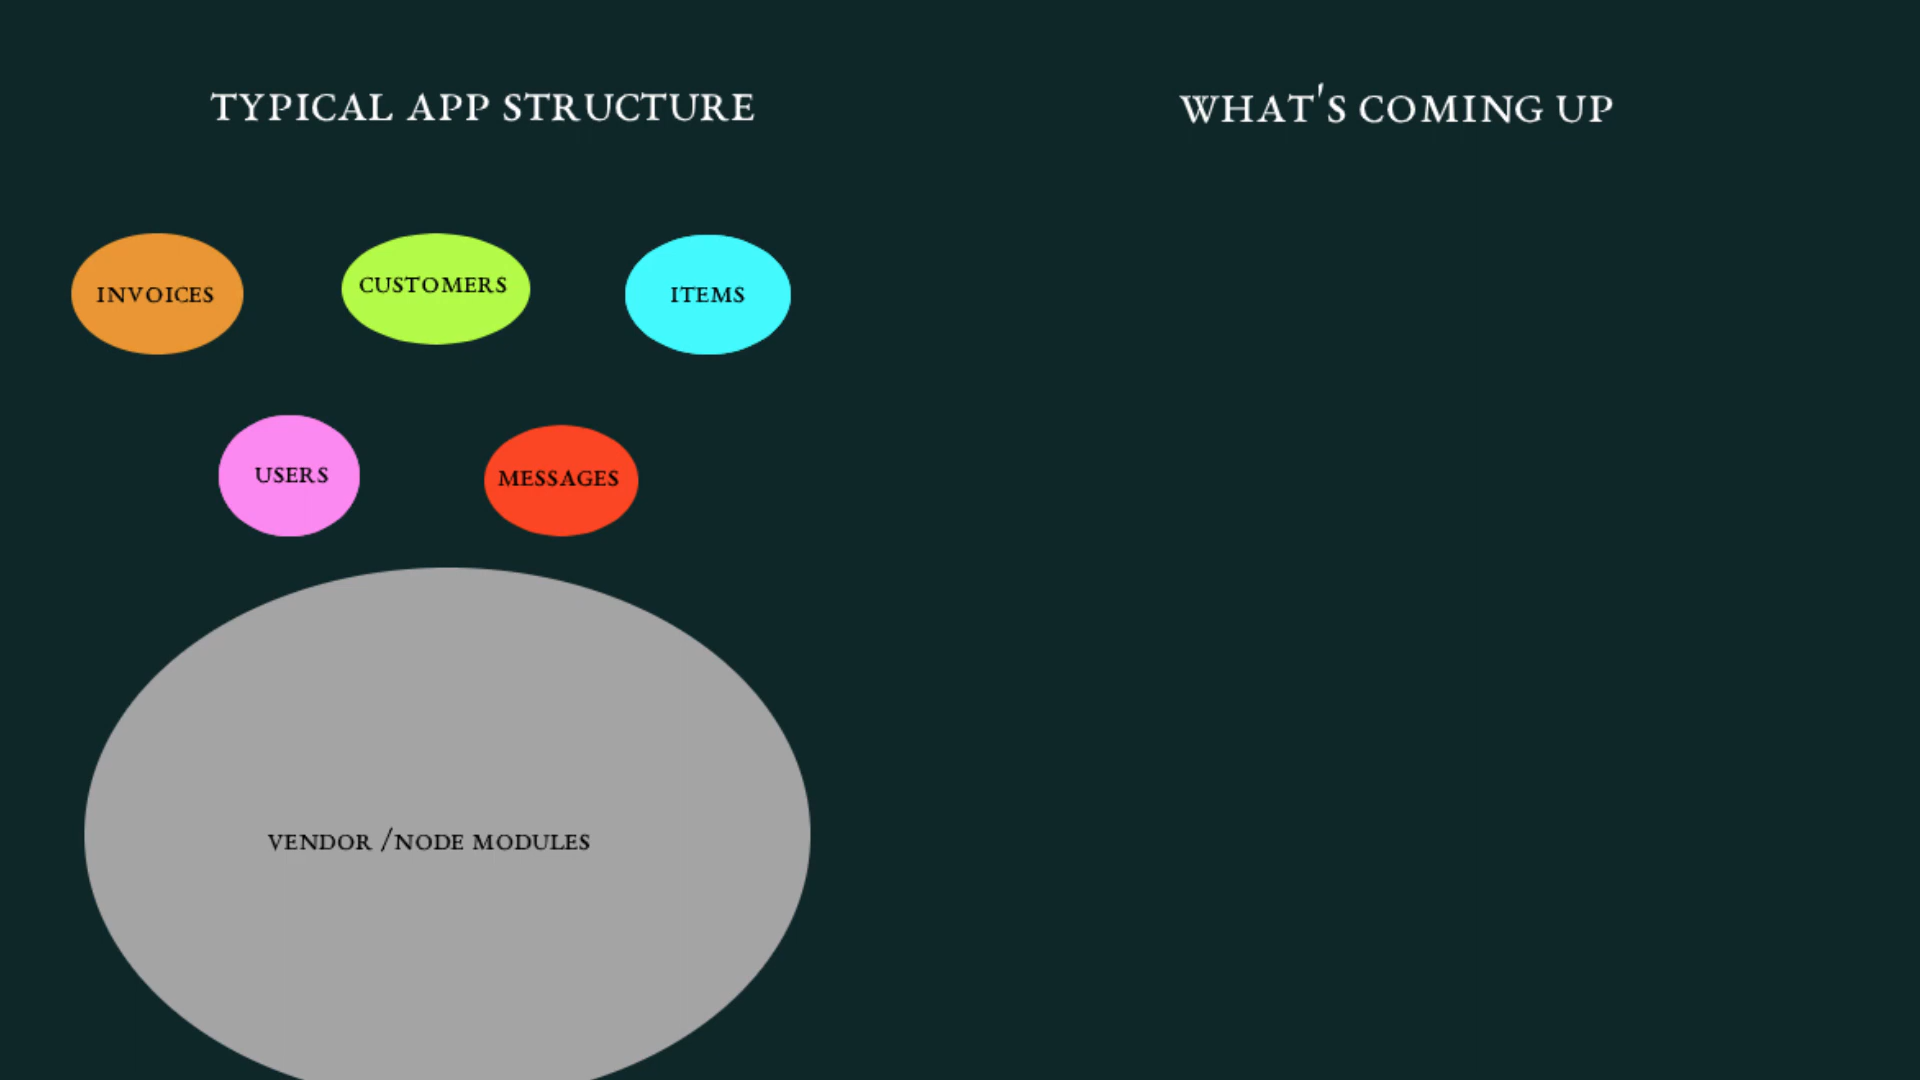 TYPICAL APP STRUCTURE
WHAT'S COMING UP
INVOICES
CUSTOMERS
ITEMS
USERS
MESSAGES
VENDOR /NODE MODULES